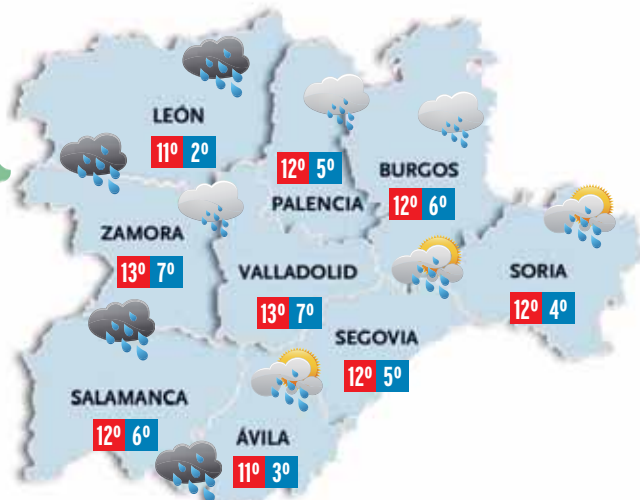 LEÓN
11º 2º
12º 5º
PALENCIA
BURGOS
12º 6º
ZAMORA
13º 7º
VALLADOLID
13º 7º
SORIA
12º 4º
SEGOVIA
12º 5º
SALAMANCA
12º 6º
ÁVILA
11º 3º